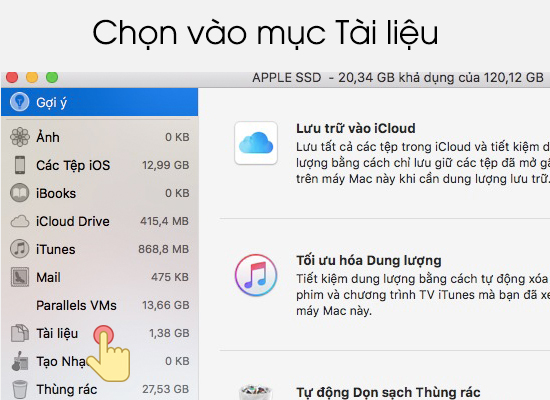 Chọn vào mục Tài liệu
APPLE SSD - 20,34 GB khả dụng của 120,12 GB
Gợi ý
Ảnh 0 KB
Các Tệp iOS 12,99 GB
iBooks 0 KB
iCloud Drive 415,4 MB
iTunes 868,8 MB
Mail 475 KB
Parallels VMs 13,66 GB
Tài liệu 1,38 GB
Tạo Nhạ 0 KB
Thùng rác 27,53 GB
Lưu trữ vào iCloud
Lưu tất cả các tệp trong iCloud và tiết kiệm d
lượng bằng cách chỉ lưu giữ các tệp đã mở gầ
trên máy Mac này khi cần dung lượng lưu trữ.
Tối ưu hóa Dung lượng
Tiết kiệm dung lượng bằng cách tự động xóa
phim và chương trình TV iTunes mà bạn đã xe
máy Mac này.
Tự động Dọn sạch Thùng rác